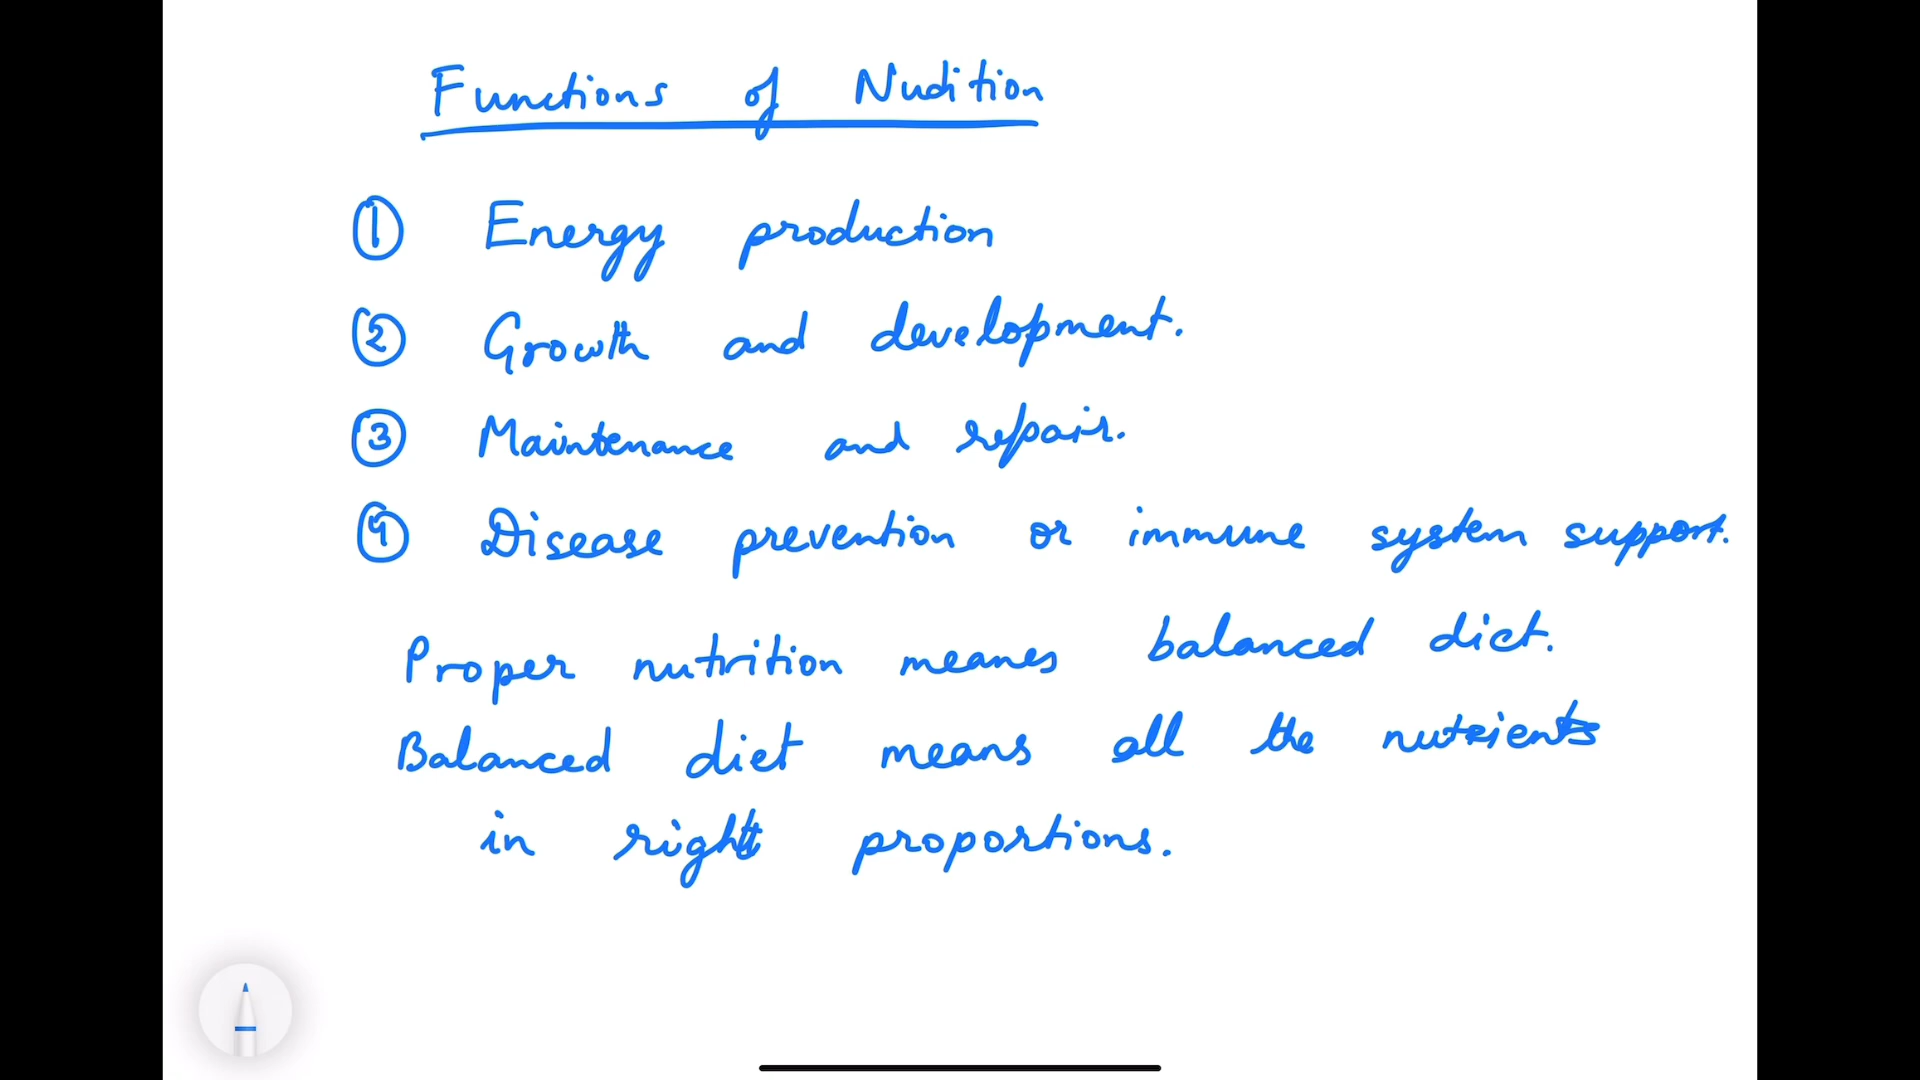 Functions of Nudition
① Energy production
② Growth and development.
③ Maintenance and repair.
④ Disease prevention or immune system support.
Proper nutrition meanes balanced diet.
Balanced diet means all the nutrients
in right proportions.